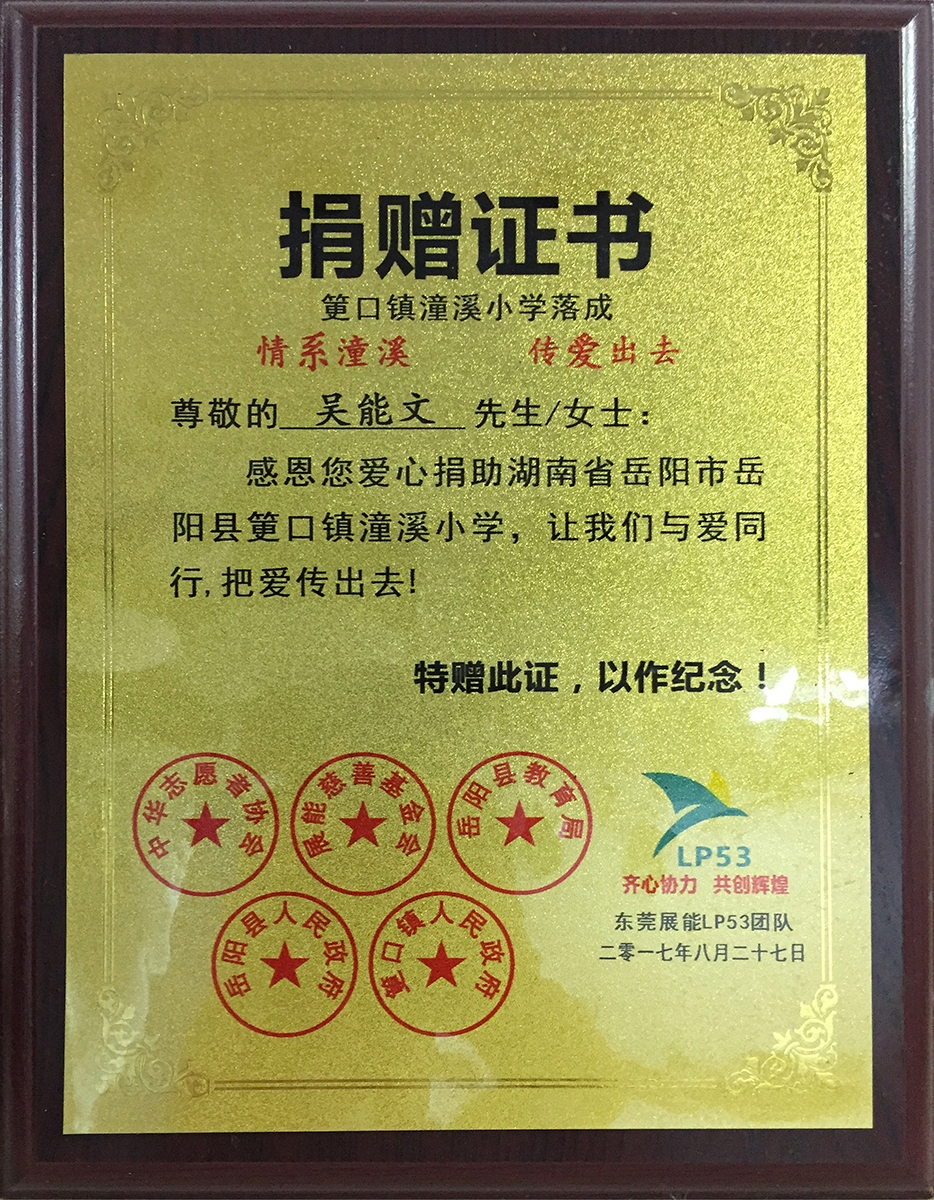 捐赠证书
筻口镇潼溪小学落成
情系潼溪 传爱出去
尊敬的 吴能文 先生/女士：
感恩您爱心捐助湖南省岳阳市岳
阳县筻口镇潼溪小学，让我们与爱同
行,把爱传出去!
特赠此证，以作纪念！
中华志愿者协会
展能慈善基金会
岳阳县教育局
LP53
齐心协力 共创辉煌
岳阳县人民政府
筻口镇人民政府
东莞展能LP53团队
二零一七年八月二十七日